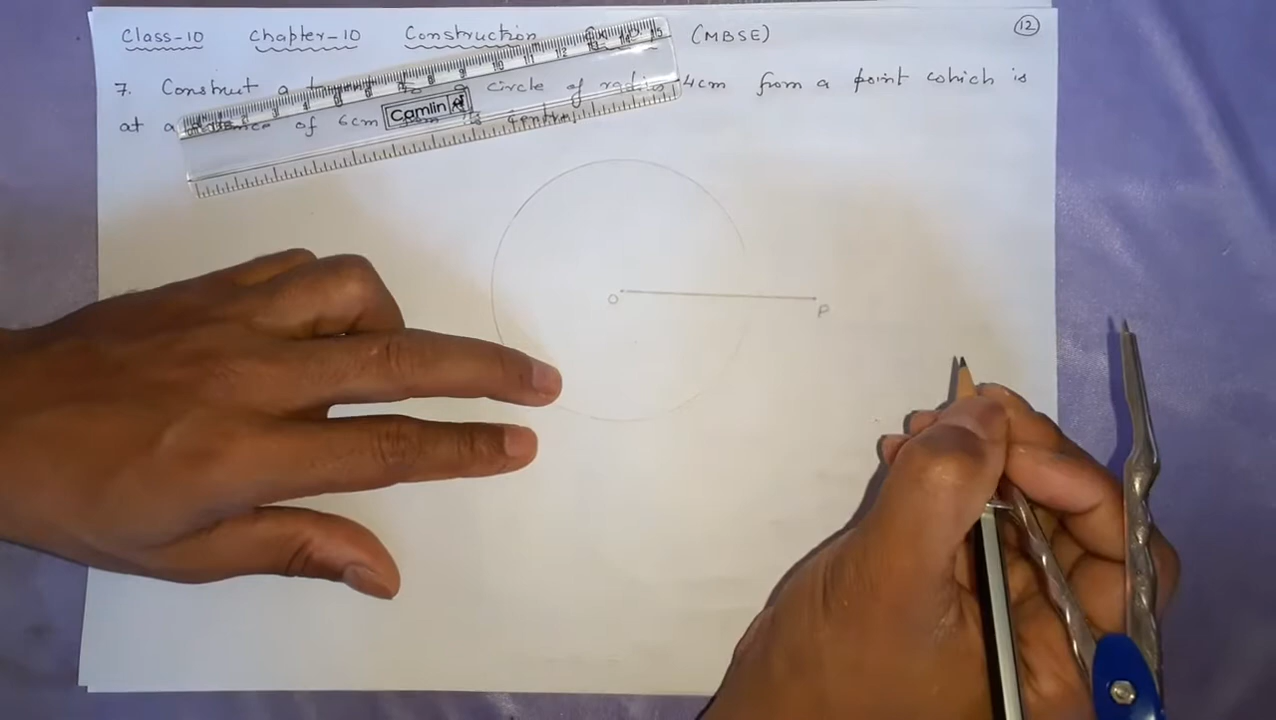 Class-10 Chapter-10 Construction (MBSE) 12
7. Construct a circle of radius 4cm from a point which is
at a of 6cm
Camlin
O
P